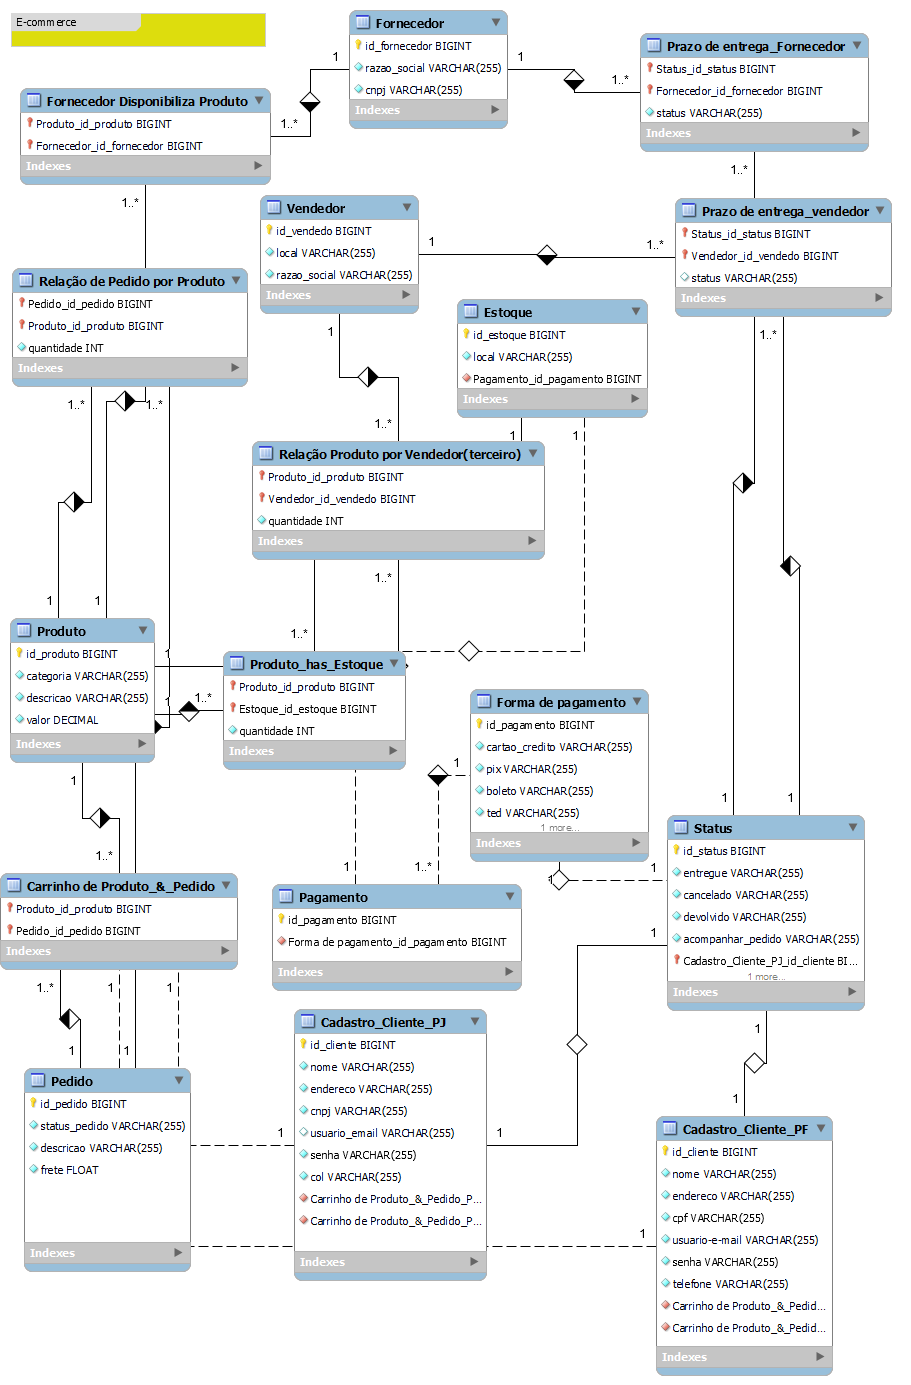 E-commerce
Fornecedor
id_fornecedor BIGINT
razao_social VARCHAR(255)
cnpj VARCHAR(255)
Indexes
1
1
1..*
1..*
Prazo de entrega_Fornecedor
Status_id_status BIGINT
Fornecedor_id_fornecedor BIGINT
status VARCHAR(255)
Indexes
1..*
Fornecedor Disponibiliza Produto
Produto_id_produto BIGINT
Fornecedor_id_fornecedor BIGINT
Indexes
1..*
Vendedor
id_vendedo BIGINT
local VARCHAR(255)
razao_social VARCHAR(255)
Indexes
1
1..*
1
Prazo de entrega_vendedor
Status_id_status BIGINT
Vendedor_id_vendedo BIGINT
status VARCHAR(255)
Indexes
1..*
Relação de Pedido por Produto
Pedido_id_pedido BIGINT
Produto_id_produto BIGINT
quantidade INT
Indexes
1..*
1..*
Estoque
id_estoque BIGINT
local VARCHAR(255)
Pagamento_id_pagamento BIGINT
Indexes
1
1
1..*
Relação Produto por Vendedor(terceiro)
Produto_id_produto BIGINT
Vendedor_id_vendedo BIGINT
quantidade INT
Indexes
1..*
1..*
1
1
Produto
id_produto BIGINT
categoria VARCHAR(255)
descricao VARCHAR(255)
valor DECIMAL
Indexes
1
1
1..*
1
Produto_has_Estoque
Produto_id_produto BIGINT
Estoque_id_estoque BIGINT
quantidade INT
Indexes
1
Forma de pagamento
id_pagamento BIGINT
cartao_credito VARCHAR(255)
pix VARCHAR(255)
boleto VARCHAR(255)
ted VARCHAR(255)
1 more...
Indexes
1
1..*
1
1
1
1
Status
id_status BIGINT
entregue VARCHAR(255)
cancelado VARCHAR(255)
devolvido VARCHAR(255)
acompanhar_pedido VARCHAR(255)
Cadastro_Cliente_PJ_id_cliente BI...
1 more...
Indexes
1
1
1..*
Carrinho de Produto_&_Pedido
Produto_id_produto BIGINT
Pedido_id_pedido BIGINT
Indexes
1..*
1
1
1
1
Pagamento
id_pagamento BIGINT
Forma de pagamento_id_pagamento BIGINT
Indexes
Pedido
id_pedido BIGINT
status_pedido VARCHAR(255)
descricao VARCHAR(255)
frete FLOAT
Indexes
1
Cadastro_Cliente_PJ
id_cliente BIGINT
nome VARCHAR(255)
endereco VARCHAR(255)
cnpj VARCHAR(255)
usuario_email VARCHAR(255)
senha VARCHAR(255)
col VARCHAR(255)
Carrinho de Produto_&_Pedido_P...
Carrinho de Produto_&_Pedido_P...
Indexes
1
1
1
Cadastro_Cliente_PF
id_cliente BIGINT
nome VARCHAR(255)
endereco VARCHAR(255)
cpf VARCHAR(255)
usuario-e-mail VARCHAR(255)
senha VARCHAR(255)
telefone VARCHAR(255)
Carrinho de Produto_&_Pedid...
Carrinho de Produto_&_Pedid...
Indexes